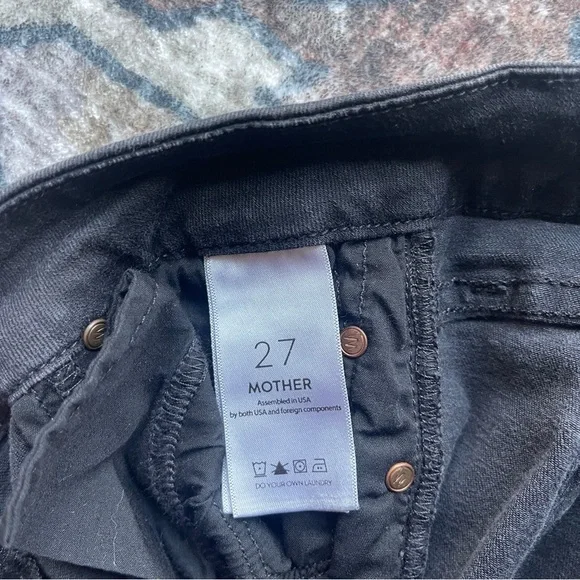 27
MOTHER
Assembled in USA
by both USA and foreign components
DO YOUR OWN LAUNDRY